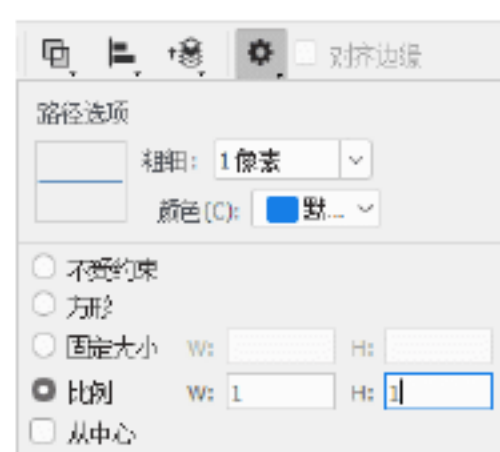 对齐边缘
路径选项
粗细: 1 像素
颜色(C): 默...
不受约束
方形
固定大小 W: H:
比例 W: 1 H: 1
从中心